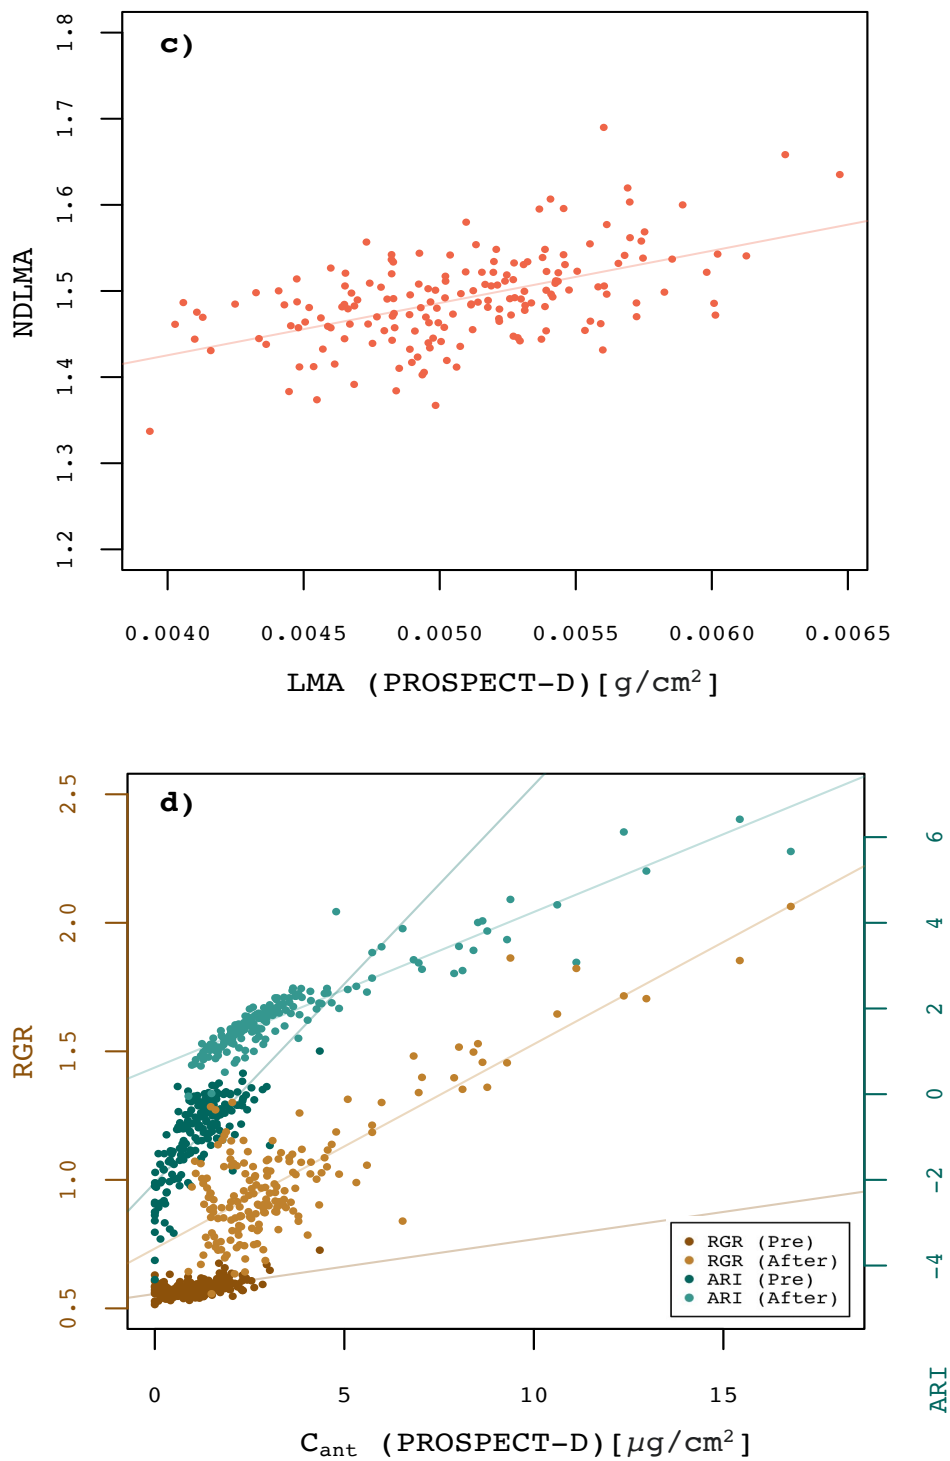 c)
1.8
1.7
1.6
1.5
1.4
1.3
1.2
NDLMA
0.0040 0.0045 0.0050 0.0055 0.0060 0.0065
LMA (PROSPECT-D)[g/cm²]
d)
2.5
2.0
1.5
1.0
0.5
RGR
6
4
2
0
−2
−4
ARI
RGR (Pre)
RGR (After)
ARI (Pre)
ARI (After)
0 5 10 15
C_ant (PROSPECT-D)[µg/cm²]